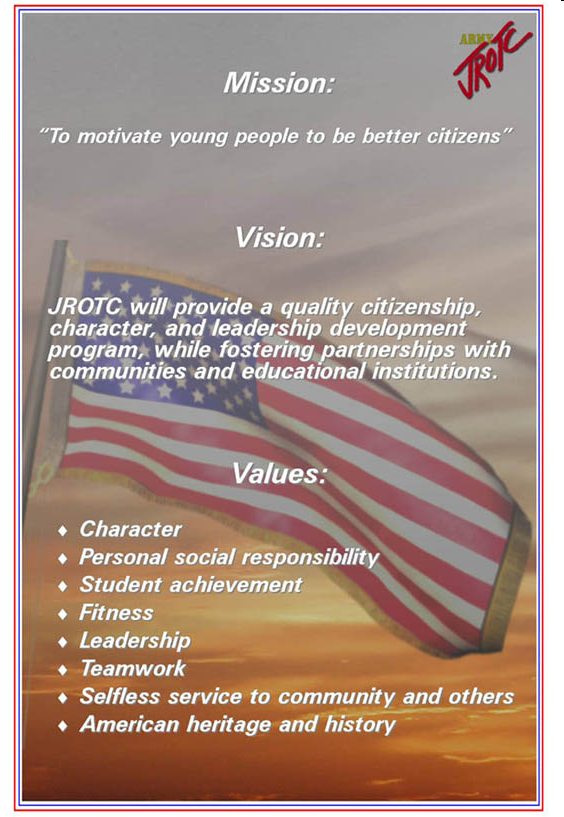 ARMY
JROTC
Mission:
“To motivate young people to be better citizens”
Vision:
JROTC will provide a quality citizenship,
character, and leadership development
program, while fostering partnerships with
communities and educational institutions.
Values:
♦ Character
♦ Personal social responsibility
♦ Student achievement
♦ Fitness
♦ Leadership
♦ Teamwork
♦ Selfless service to community and others
♦ American heritage and history